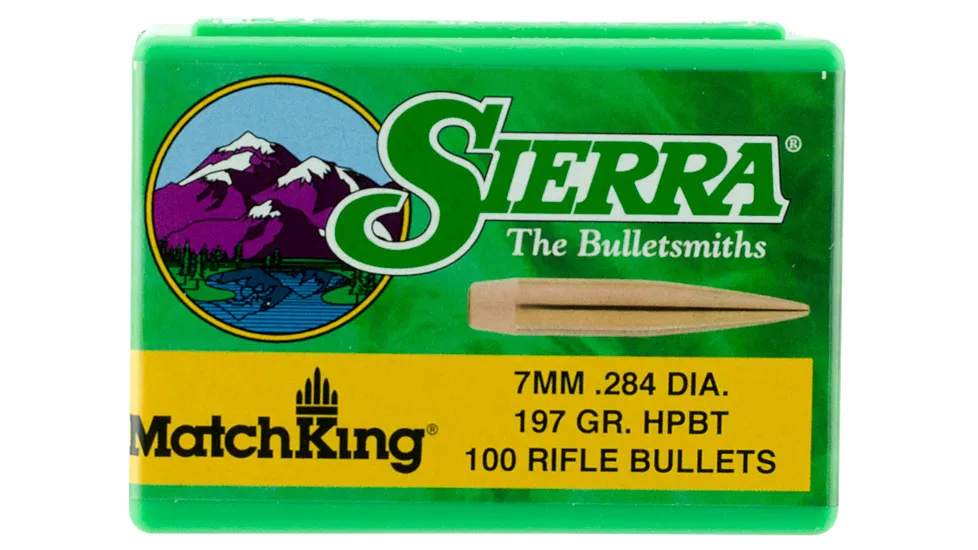 SIERRA®
The Bulletsmiths
MatchKing®
7MM .284 DIA.
197 GR. HPBT
100 RIFLE BULLETS